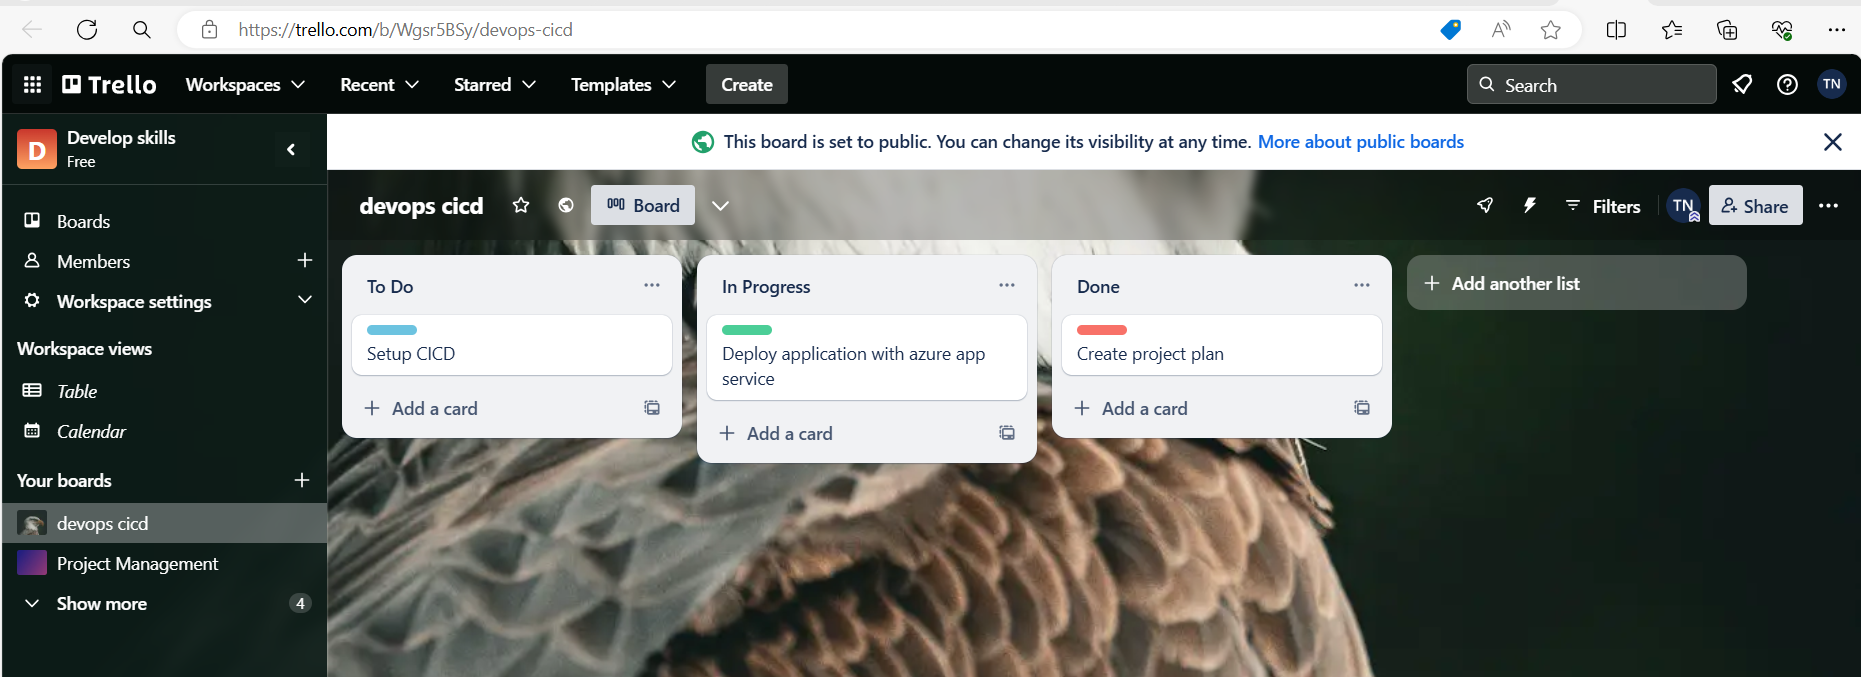 https://trello.com/b/Wgsr5BSy/devops-cicd
Trello Workspaces Recent Starred Templates Create Search TN
D Develop skills
Free
This board is set to public. You can change its visibility at any time. More about public boards
devops cicd Board Filters TN Share
Boards
Members
Workspace settings
Workspace views
Table
Calendar
Your boards
devops cicd
Project Management
Show more 4
To Do
Setup CICD
Add a card
In Progress
Deploy application with azure app
service
Add a card
Done
Create project plan
Add a card
Add another list